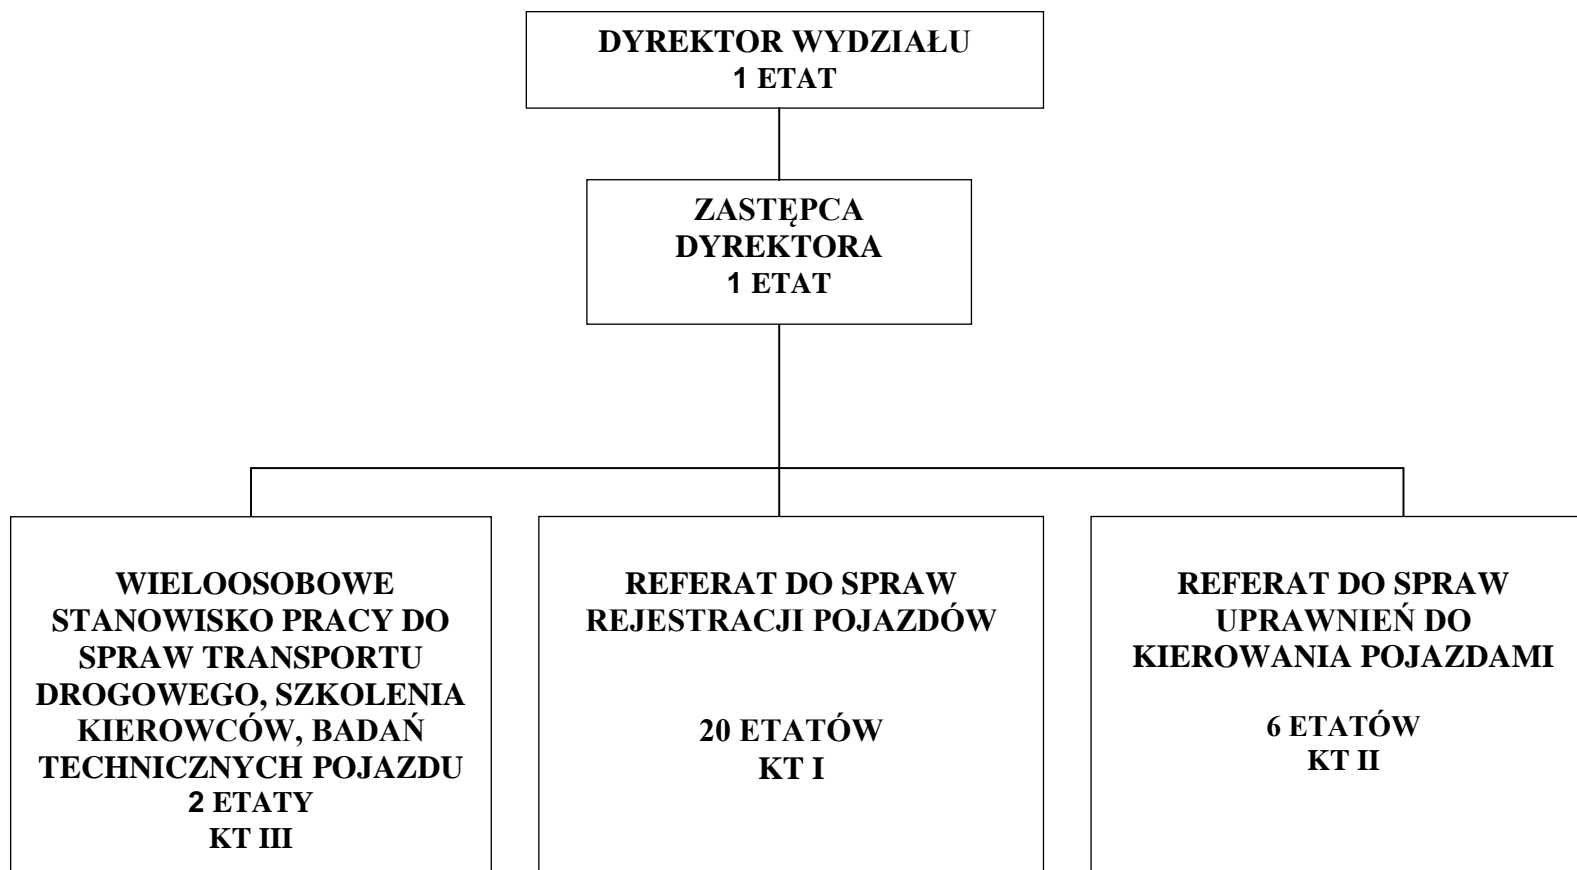 DYREKTOR WYDZIAŁU
1 ETAT
ZASTĘPCA
DYREKTORA
1 ETAT
WIELOOSOBOWE
STANOWISKO PRACY DO
SPRAW TRANSPORTU
DROGOWEGO, SZKOLENIA
KIEROWCÓW, BADAŃ
TECHNICZNYCH POJAZDU
2 ETATY
KT III
REFERAT DO SPRAW
REJESTRACJI POJAZDÓW
20 ETATÓW
KT I
REFERAT DO SPRAW
UPRAWNIEŃ DO
KIEROWANIA POJAZDAMI
6 ETATÓW
KT II